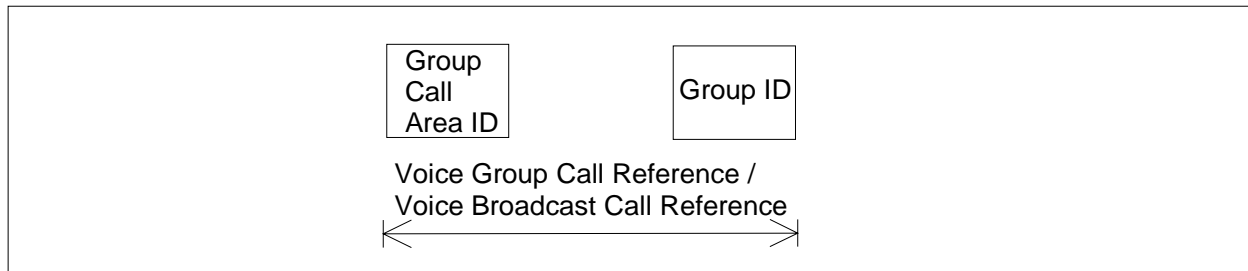 Group
Call
Area ID
Group ID
Voice Group Call Reference /
Voice Broadcast Call Reference